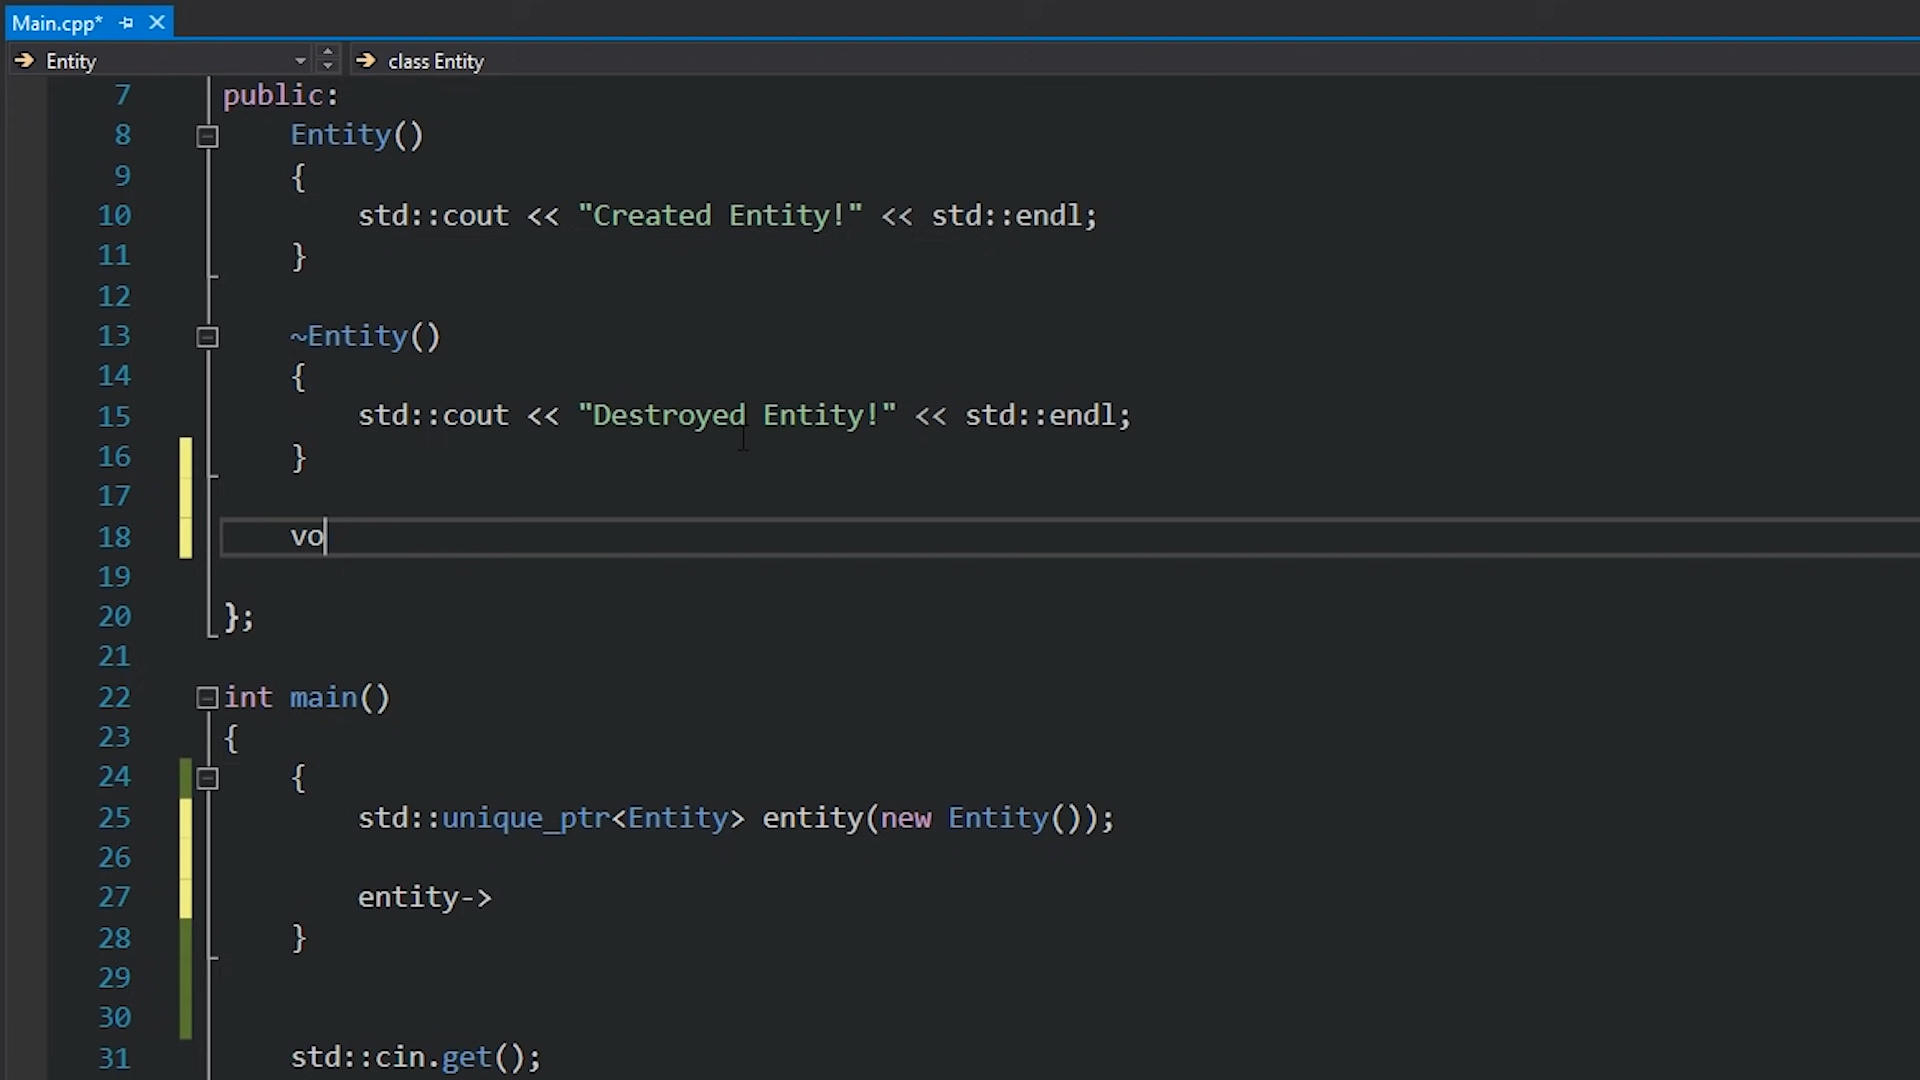 Main.cpp*
Entity
class Entity
7 public:
8 Entity()
9 {
10 std::cout << "Created Entity!" << std::endl;
11 }
12
13 ~Entity()
14 {
15 std::cout << "Destroyed Entity!" << std::endl;
16 }
17
18 vo
19
20 };
21
22 int main()
23 {
24 {
25 std::unique_ptr<Entity> entity(new Entity());
26
27 entity->
28 }
29
30
31 std::cin.get();